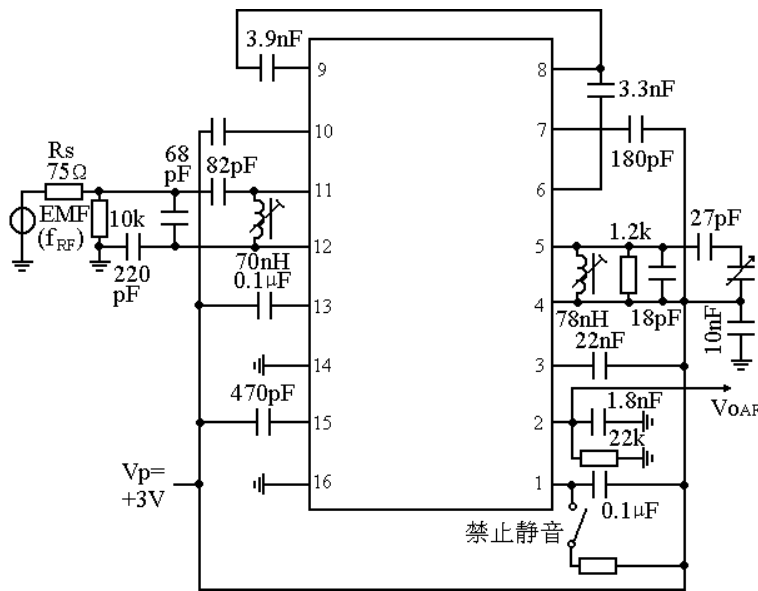 3.9nF
9
8
3.3nF
10
7
180pF
Rs
75Ω
68
pF
82pF
11
6
EMF
(fRF)
10k
12
5
1.2k
27pF
220
pF
70nH
0.1μF
13
4
78nH
18pF
10nF
22nF
14
3
470pF
15
2
1.8nF
VoAF
22k
Vp=
+3V
16
1
0.1μF
禁止静音